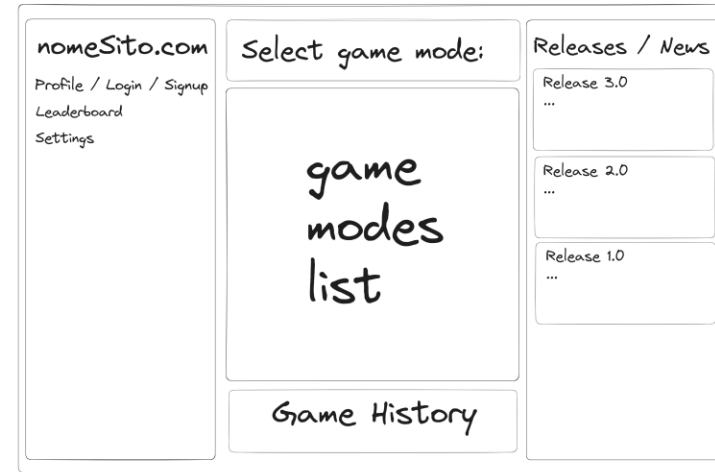 nomeSito.com
Profile / Login / Signup
Leaderboard
Settings
Select game mode:
game
modes
list
Game History
Releases / News
Release 3.0
...
Release 2.0
...
Release 1.0
...